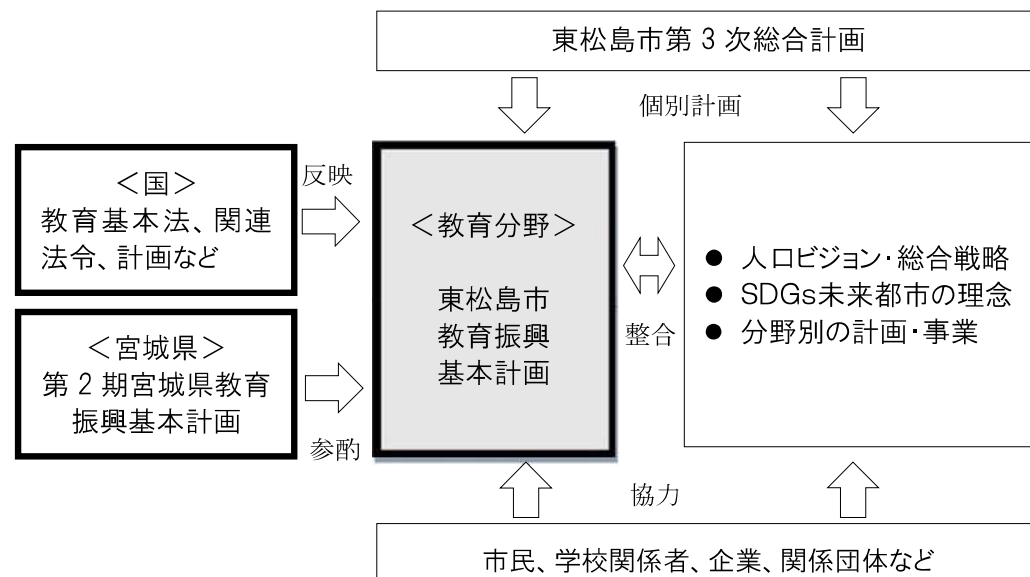 東松島市第3次総合計画
個別計画
<国>
教育基本法、関連
法令、計画など
反映
<宮城県>
第2期宮城県教育
振興基本計画
参酌
<教育分野>
東松島市
教育振興
基本計画
整合
● 人口ビジョン・総合戦略
● SDGs未来都市の理念
● 分野別の計画・事業
協力
市民、学校関係者、企業、関係団体など